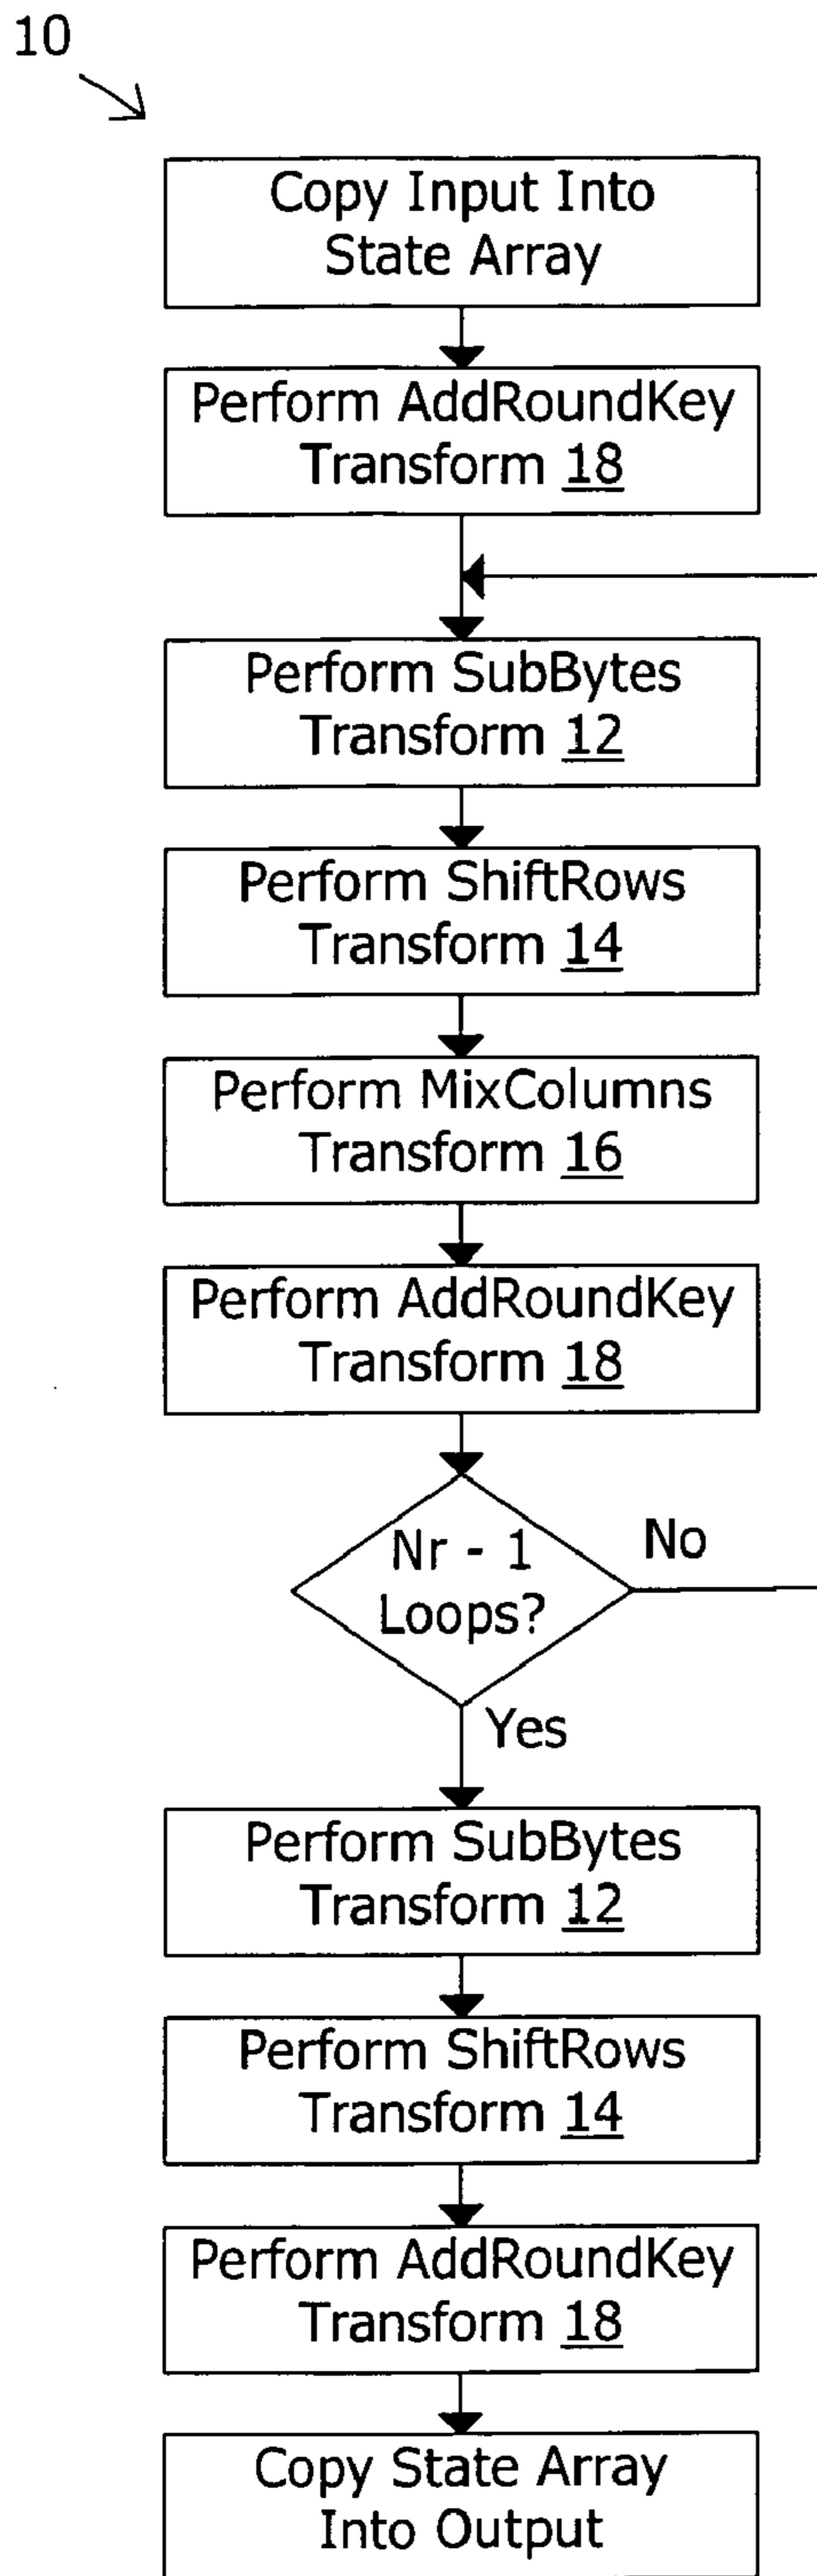 10
Copy Input Into
State Array
Perform AddRoundKey
Transform 18
Perform SubBytes
Transform 12
Perform ShiftRows
Transform 14
Perform MixColumns
Transform 16
Perform AddRoundKey
Transform 18
Nr - 1
Loops?
No
Yes
Perform SubBytes
Transform 12
Perform ShiftRows
Transform 14
Perform AddRoundKey
Transform 18
Copy State Array
Into Output